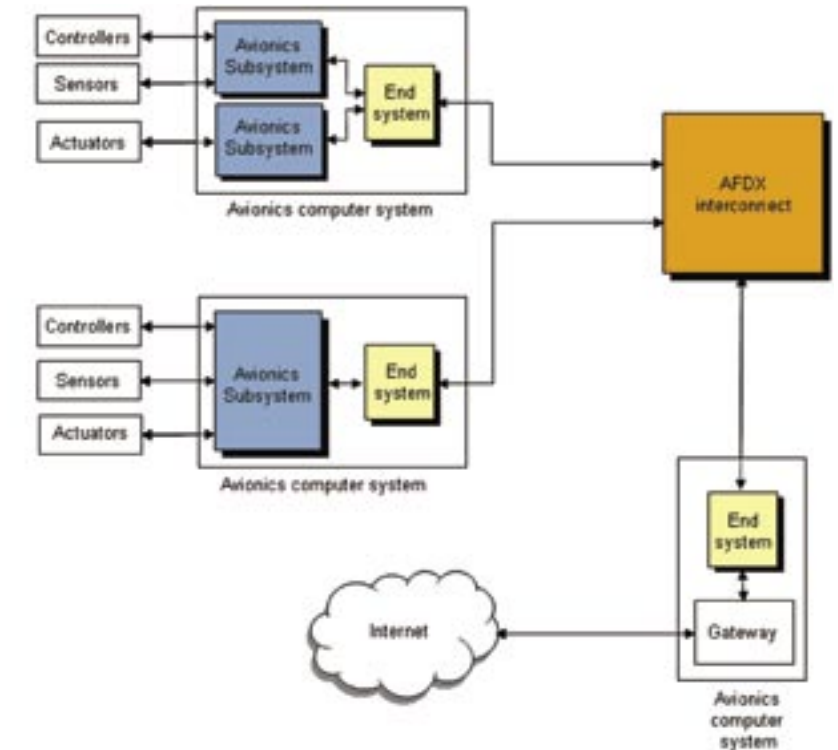 Controllers
Sensors
Actuators
Avionics
Subsystem
Avionics
Subsystem
End
system
Avionics computer system
AFDX
interconnect
Controllers
Sensors
Actuators
Avionics
Subsystem
End
system
Avionics computer system
End
system
Gateway
Internet
Avionics
computer
system